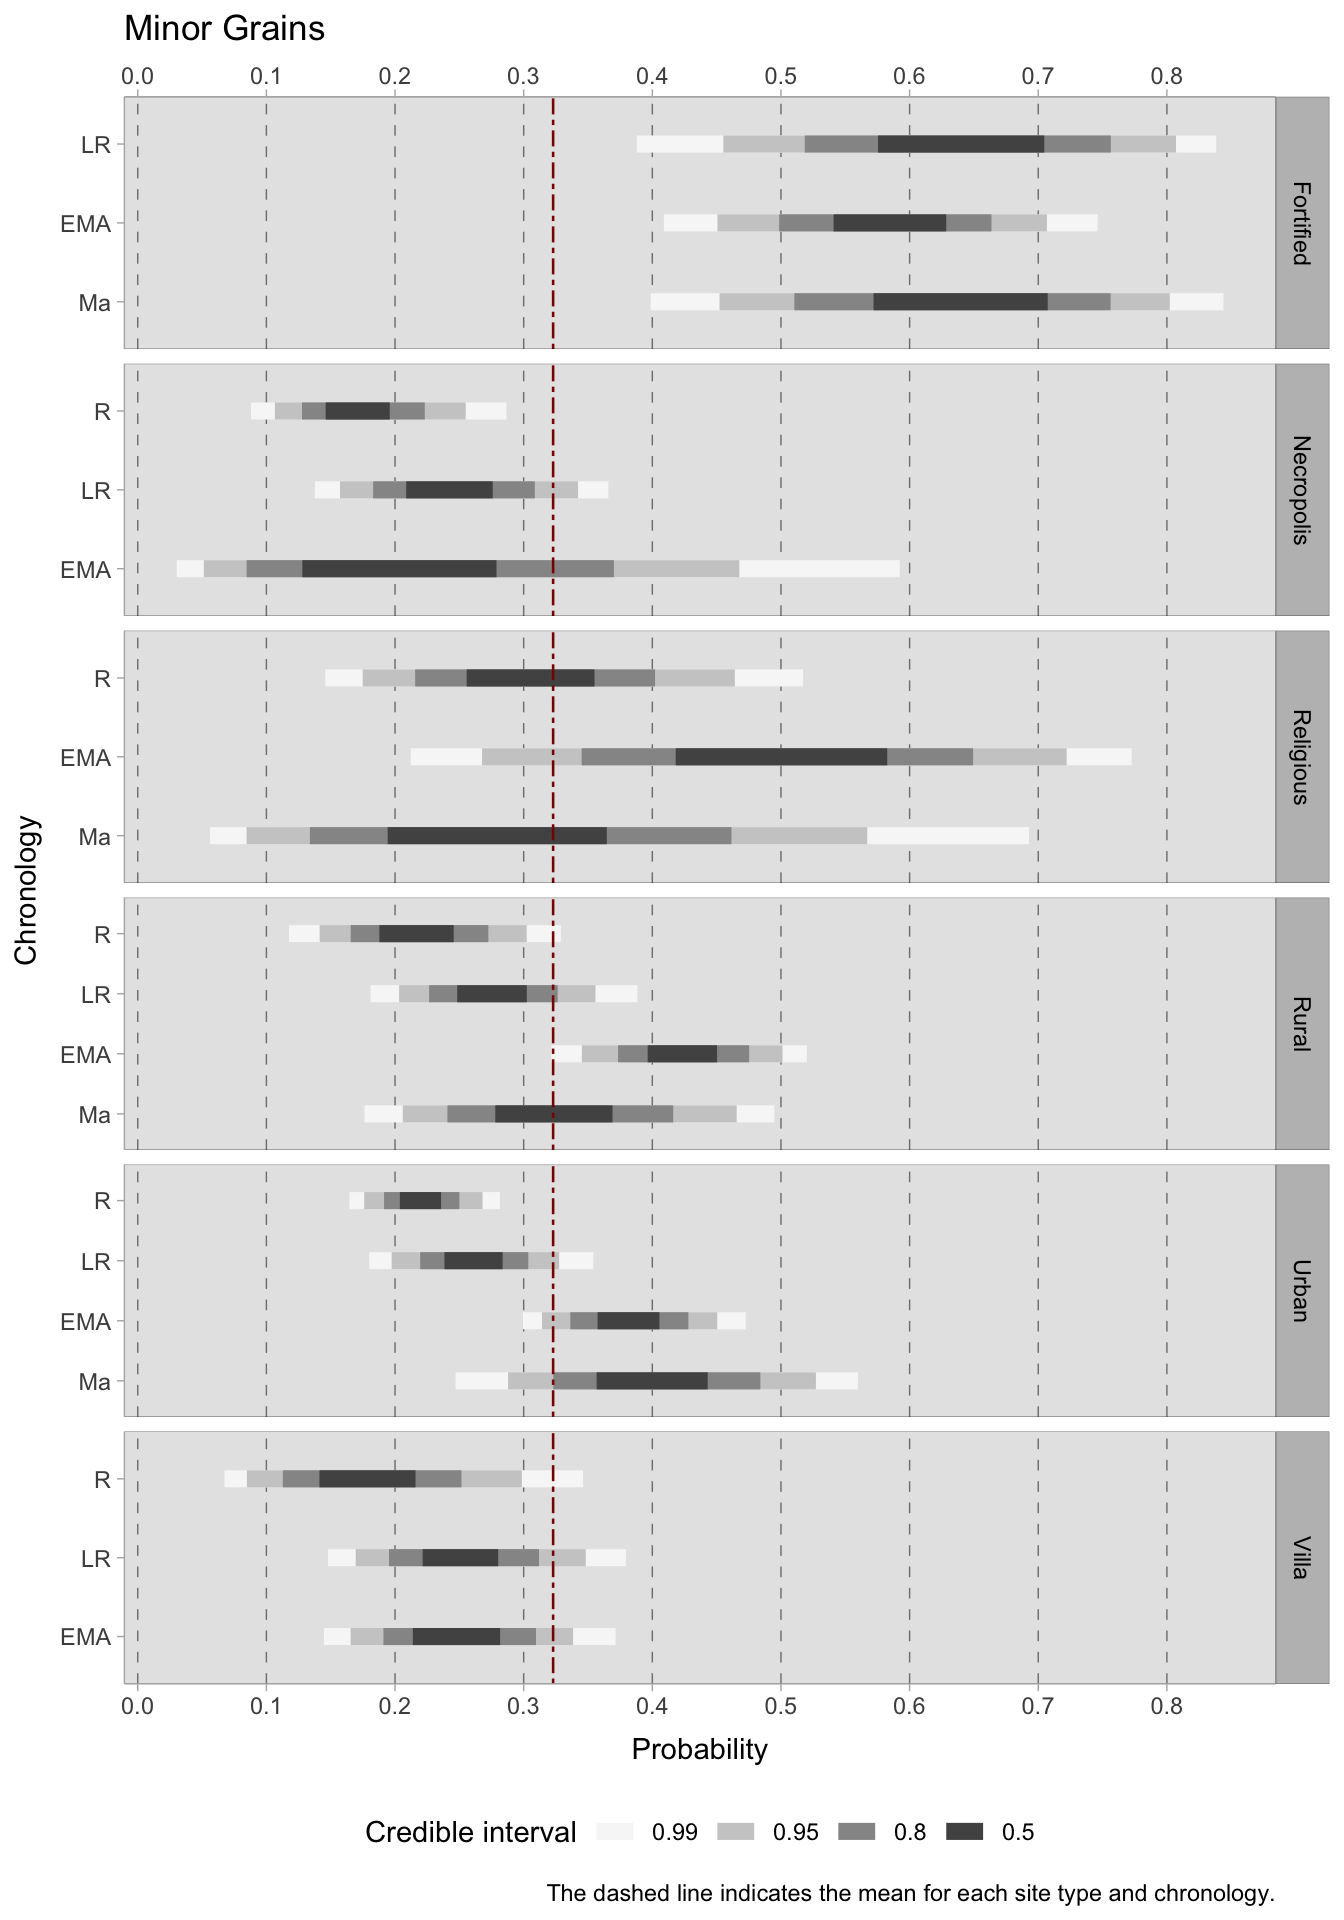 Minor Grains
0.0 0.1 0.2 0.3 0.4 0.5 0.6 0.7 0.8
Chronology
LR
EMA
Ma
Fortified
R
LR
EMA
Necropolis
R
EMA
Ma
Religious
R
LR
EMA
Ma
Rural
R
LR
EMA
Ma
Urban
R
LR
EMA
Villa
0.0 0.1 0.2 0.3 0.4 0.5 0.6 0.7 0.8
Probability
Credible interval 0.99 0.95 0.8 0.5
The dashed line indicates the mean for each site type and chronology.